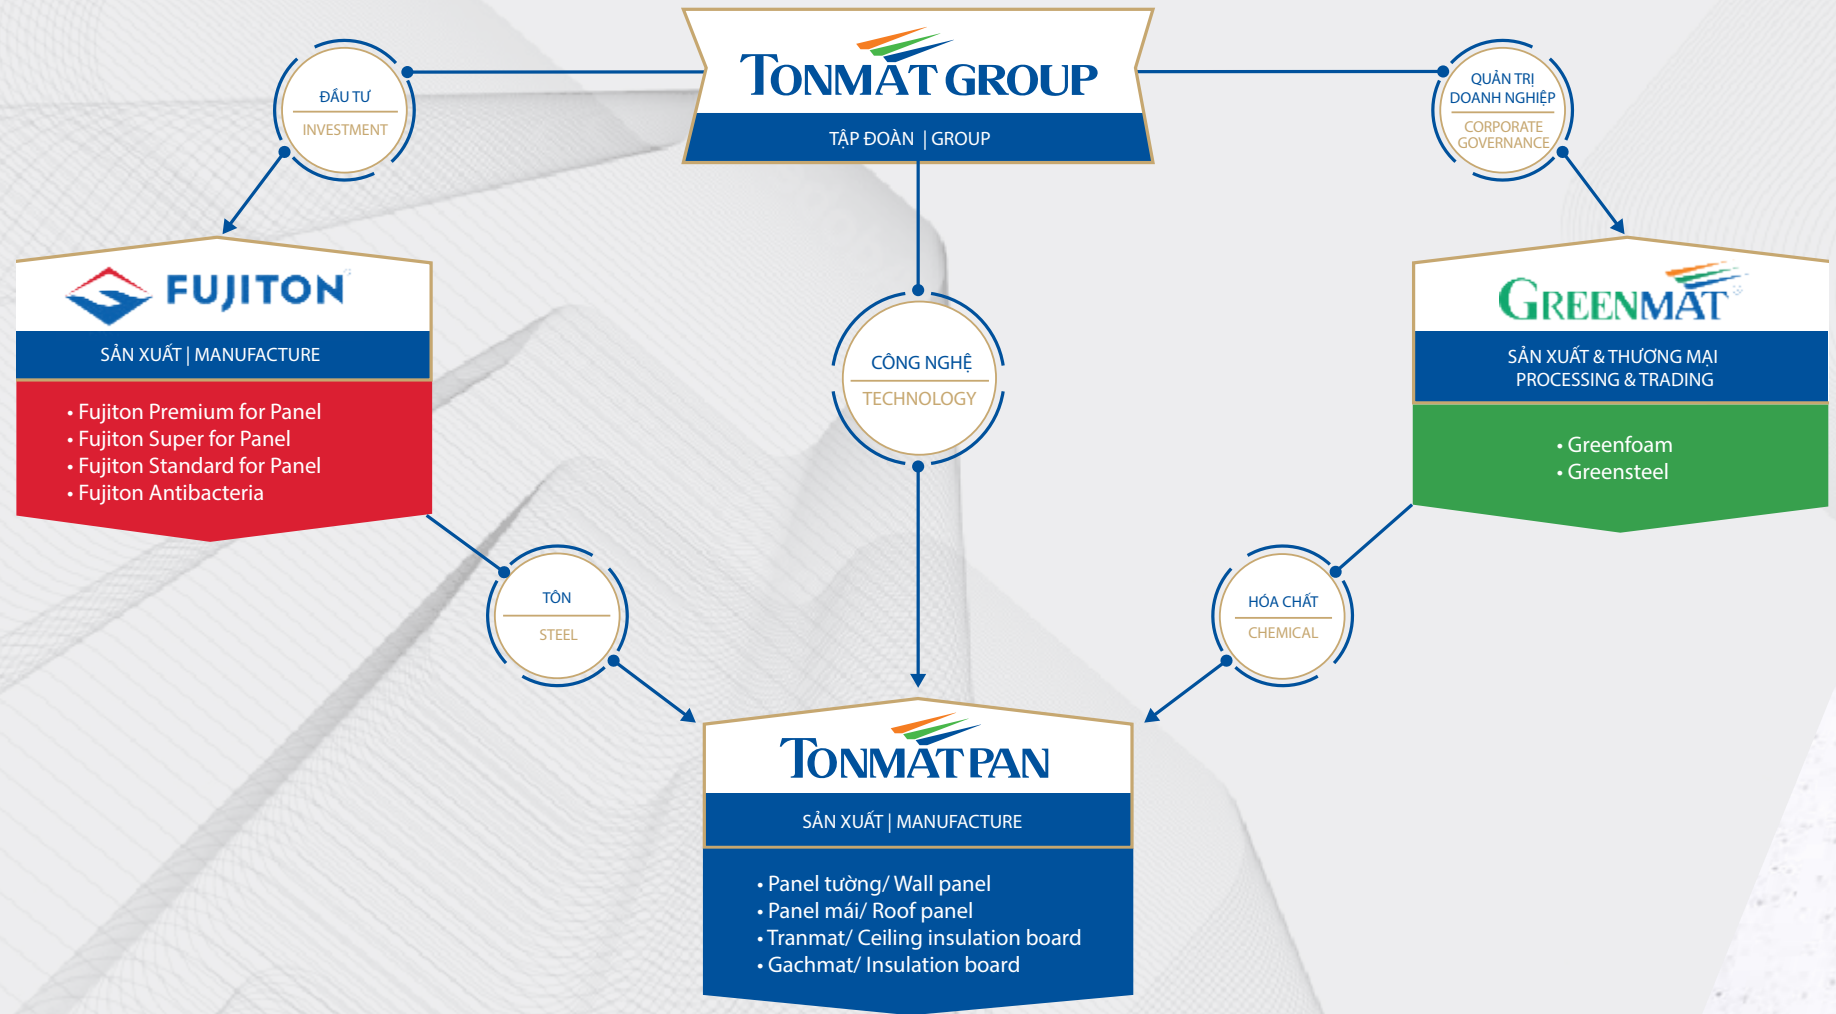 TONMAT GROUP
TẬP ĐOÀN | GROUP
ĐẦU TƯ
INVESTMENT
QUẢN TRỊ
DOANH NGHIỆP
CORPORATE
GOVERNANCE
FUJITON
SẢN XUẤT | MANUFACTURE
• Fujiton Premium for Panel
• Fujiton Super for Panel
• Fujiton Standard for Panel
• Fujiton Antibacteria
CÔNG NGHỆ
TECHNOLOGY
GREENMAT
SẢN XUẤT & THƯƠNG MẠI
PROCESSING & TRADING
• Greenfoam
• Greensteel
TÔN
STEEL
HÓA CHẤT
CHEMICAL
TONMAT PAN
SẢN XUẤT | MANUFACTURE
• Panel tường/ Wall panel
• Panel mái/ Roof panel
• Tranmat/ Ceiling insulation board
• Gachmat/ Insulation board